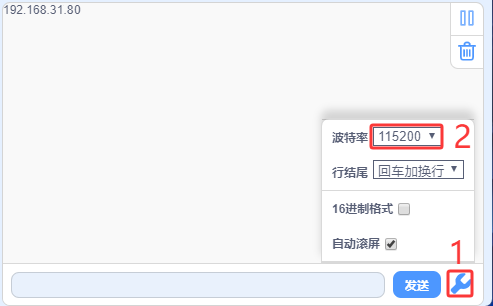 192.168.31.80
波特率 115200 2
行结尾 回车加换行
16进制格式
自动滚屏
1
发送